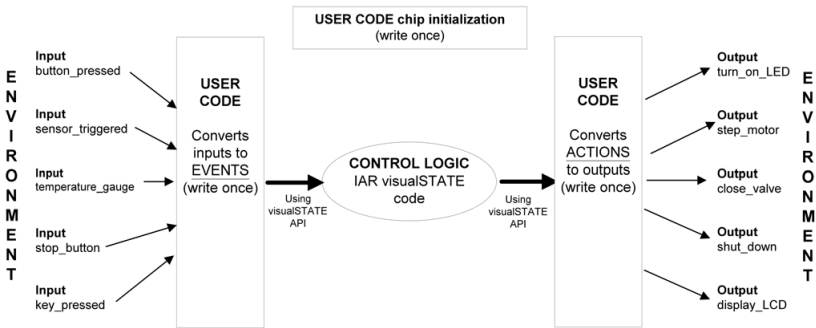 USER CODE chip initialization
(write once)
ENVIRONMENT
Input
button_pressed
Input
sensor_triggered
Input
temperature_gauge
Input
stop_button
Input
key_pressed
USER
CODE
Converts
inputs to
EVENTS
(write once)
Using
visualSTATE
API
CONTROL LOGIC
IAR visualSTATE
code
Using
visualSTATE
API
USER
CODE
Converts
ACTIONS
to outputs
(write once)
Output
turn_on_LED
Output
step_motor
Output
close_valve
Output
shut_down
Output
display_LCD
ENVIRONMENT